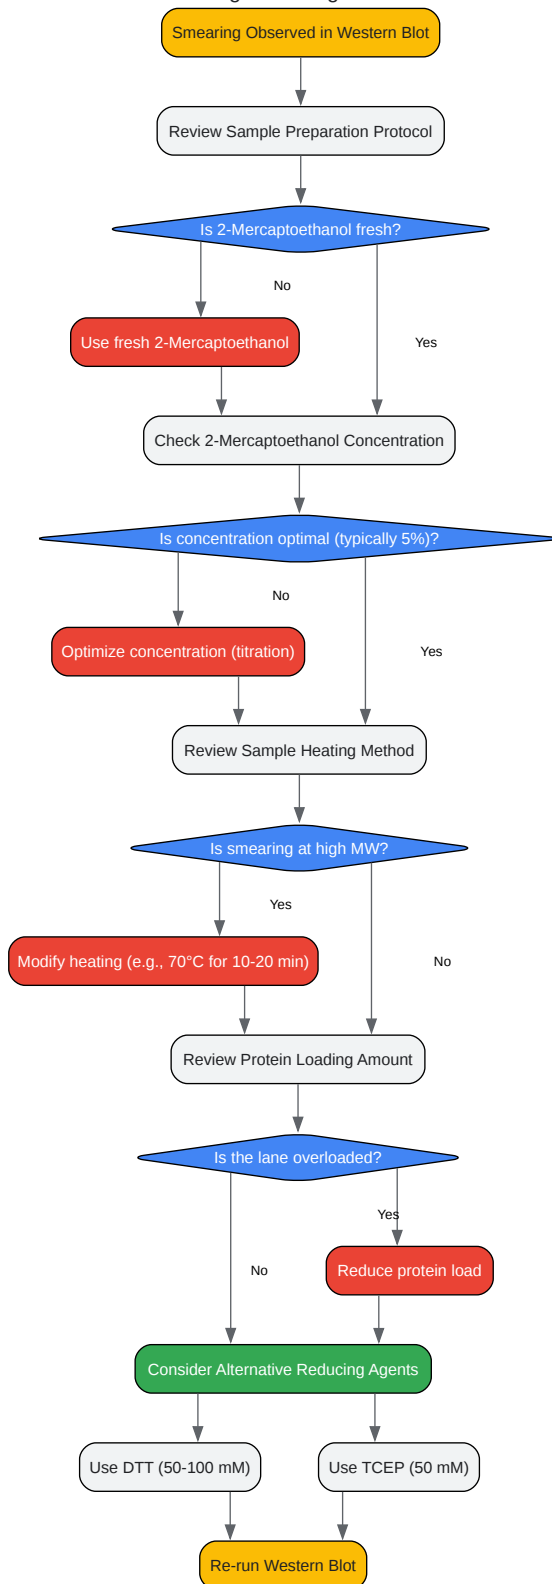 Smearing Observed in Western Blot
Review Sample Preparation Protocol
Is 2-Mercaptoethanol fresh?
No
Use fresh 2-Mercaptoethanol
Yes
Check 2-Mercaptoethanol Concentration
Is concentration optimal (typically 5%)?
No
Optimize concentration (titration)
Yes
Review Sample Heating Method
Is smearing at high MW?
Yes
Modify heating (e.g., 70°C for 10-20 min)
No
Review Protein Loading Amount
Is the lane overloaded?
Yes
No
Reduce protein load
Consider Alternative Reducing Agents
Use DTT (50-100 mM)
Use TCEP (50 mM)
Re-run Western Blot